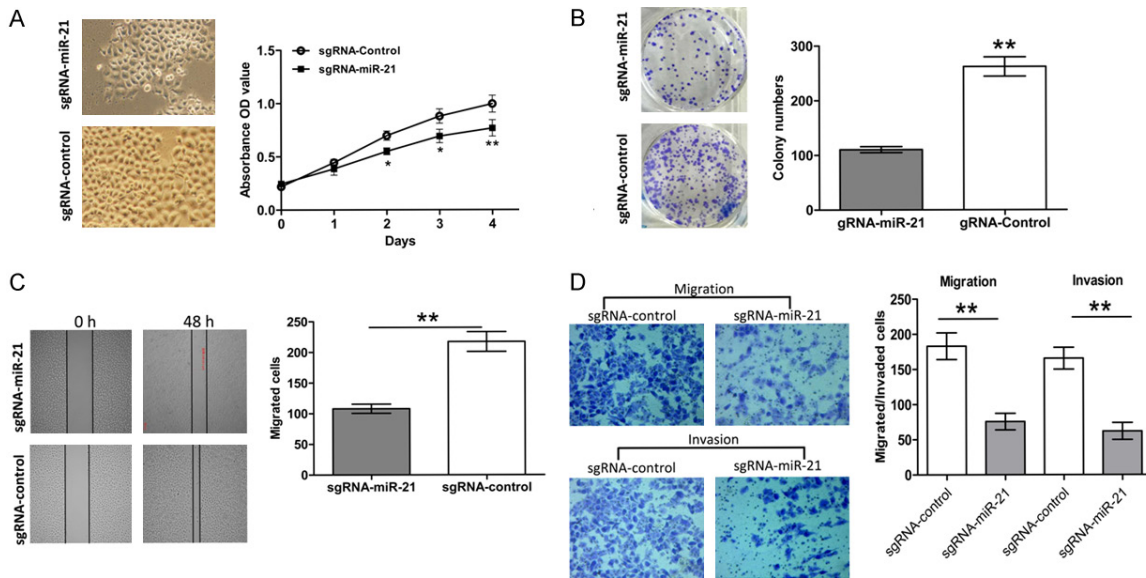 A
sgRNA-miR-21
sgRNA-control
Absorbance OD value
1.5
1.0
0.5
0.0
sgRNA-Control
sgRNA-miR-21
*
*
**
0 1 2 3 4
Days
B
sgRNA-miR-21
sgRNA-control
Colony numbers
300
200
100
0
**
gRNA-miR-21 gRNA-Control
C
0 h 48 h
sgRNA-miR-21
sgRNA-control
Migrated cells
250
200
150
100
50
0
**
sgRNA-miR-21 sgRNA-control
D
Migration
sgRNA-control sgRNA-miR-21
Invasion
sgRNA-control sgRNA-miR-21
Migration Invasion
Migrated/Invaded cells
250
200
150
100
50
0
** **
sgRNA-control
sgRNA-miR-21
sgRNA-control
sgRNA-miR-21